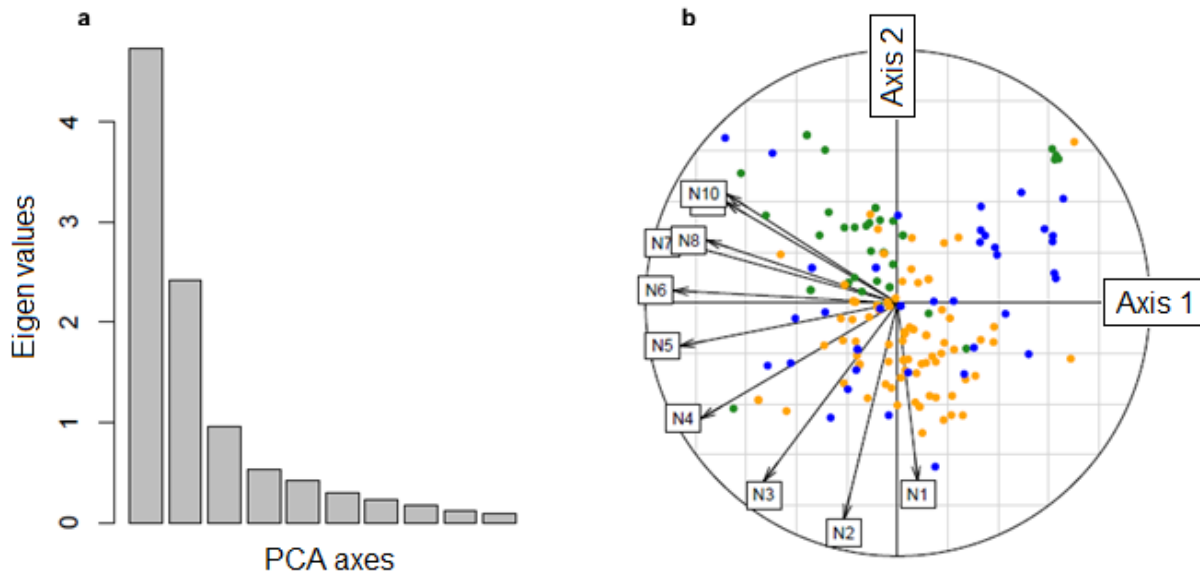 a
b
4
3
2
1
0
Eigen values
PCA axes
Axis 2
Axis 1
N10
N7
N8
N6
N5
N4
N3
N2
N1